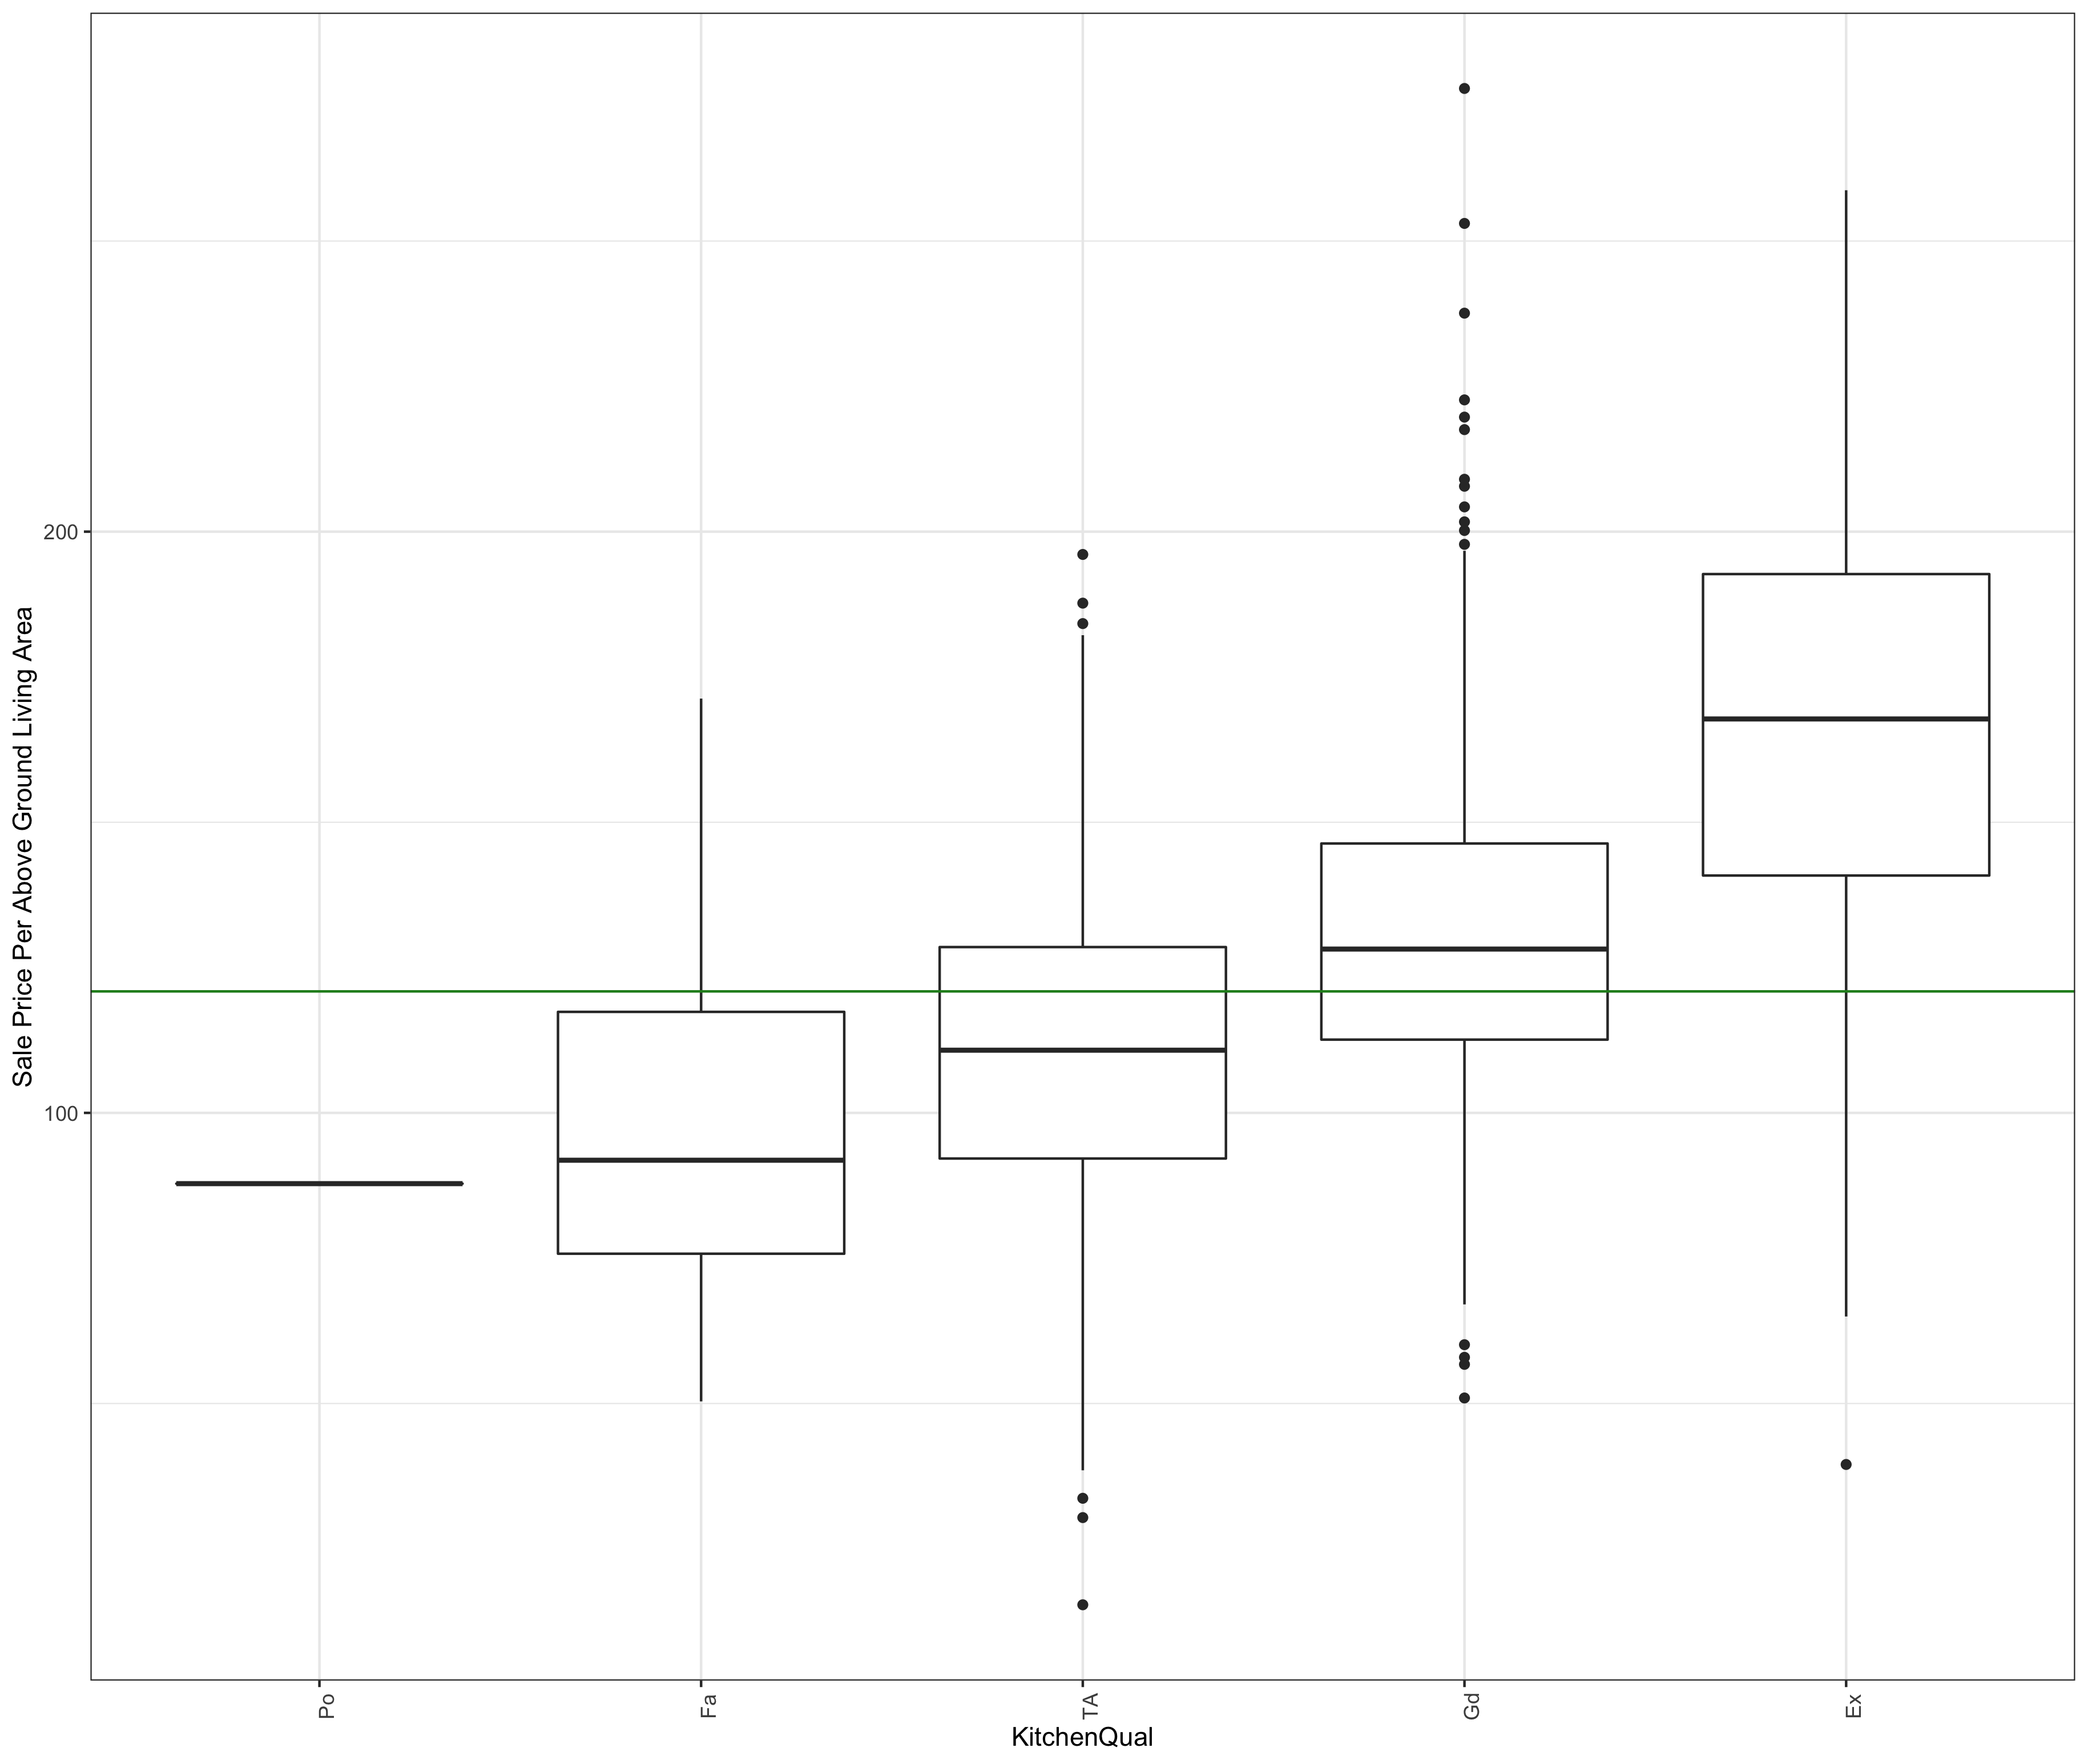 Sale Price Per Above Ground Living Area
200
100
Po
Fa
TA
Gd
Ex
KitchenQual